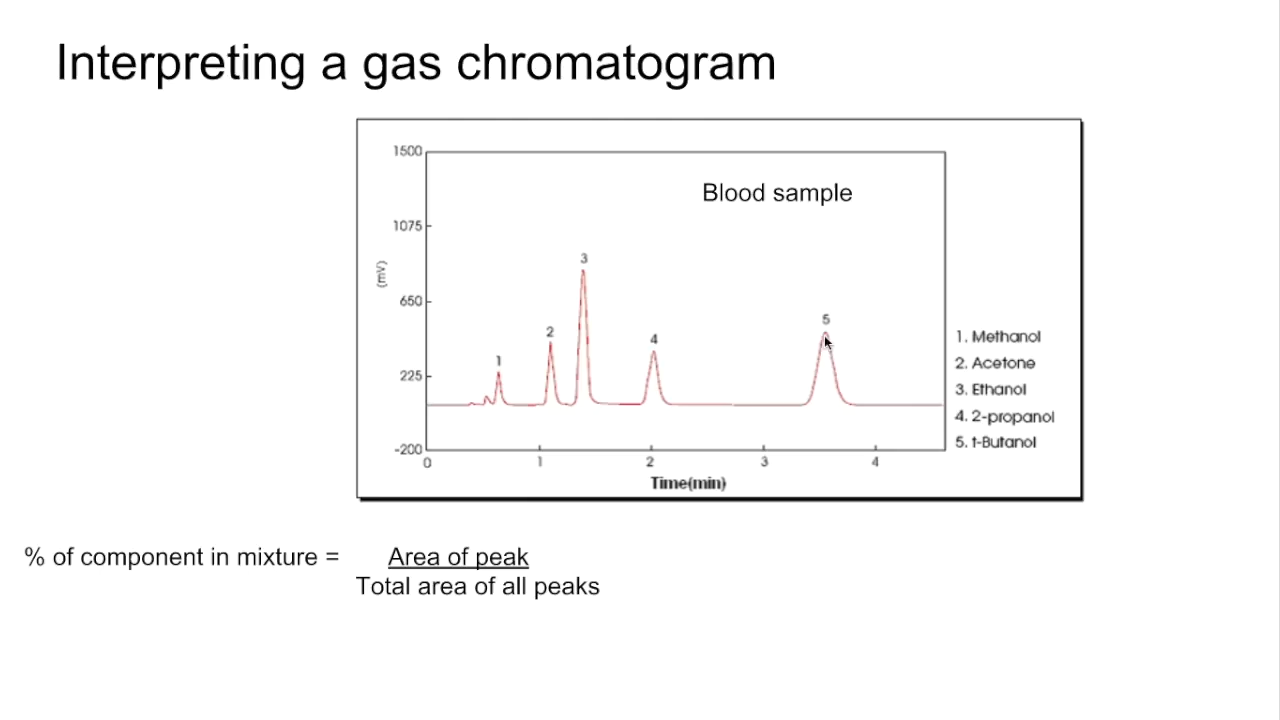 Interpreting a gas chromatogram
1500
Blood sample
1075
(mV)
650
225
-200
1
2
3
4
5
0
1
2
3
4
Time(min)
1. Methanol
2. Acetone
3. Ethanol
4. 2-propanol
5. t-Butanol
% of component in mixture = Area of peak
Total area of all peaks